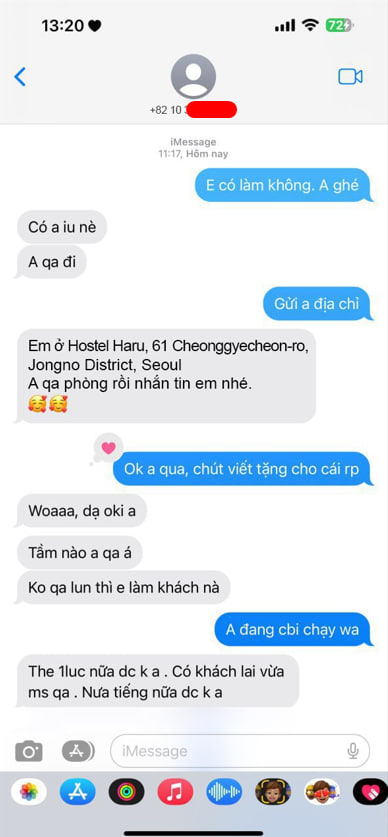 13:20
72
+82 10
iMessage
11:17, Hôm nay
E có làm không. A ghé
Có a iu nè
A qa đi
Gửi a địa chỉ
Em ở Hostel Haru, 61 Cheonggyecheon-ro,
Jongno District, Seoul
A qa phòng rồi nhắn tin em nhé.
🥰🥰
Ok a qua, chút viết tặng cho cái rp
Woaaa, dạ oki a
Tầm nào a qa á
Ko qa lun thì e làm khách nà
A đang cbi chạy wa
The 1luc nữa dc k a . Có khách lai vừa
ms qa . Nưa tiếng nữa dc k a
iMessage